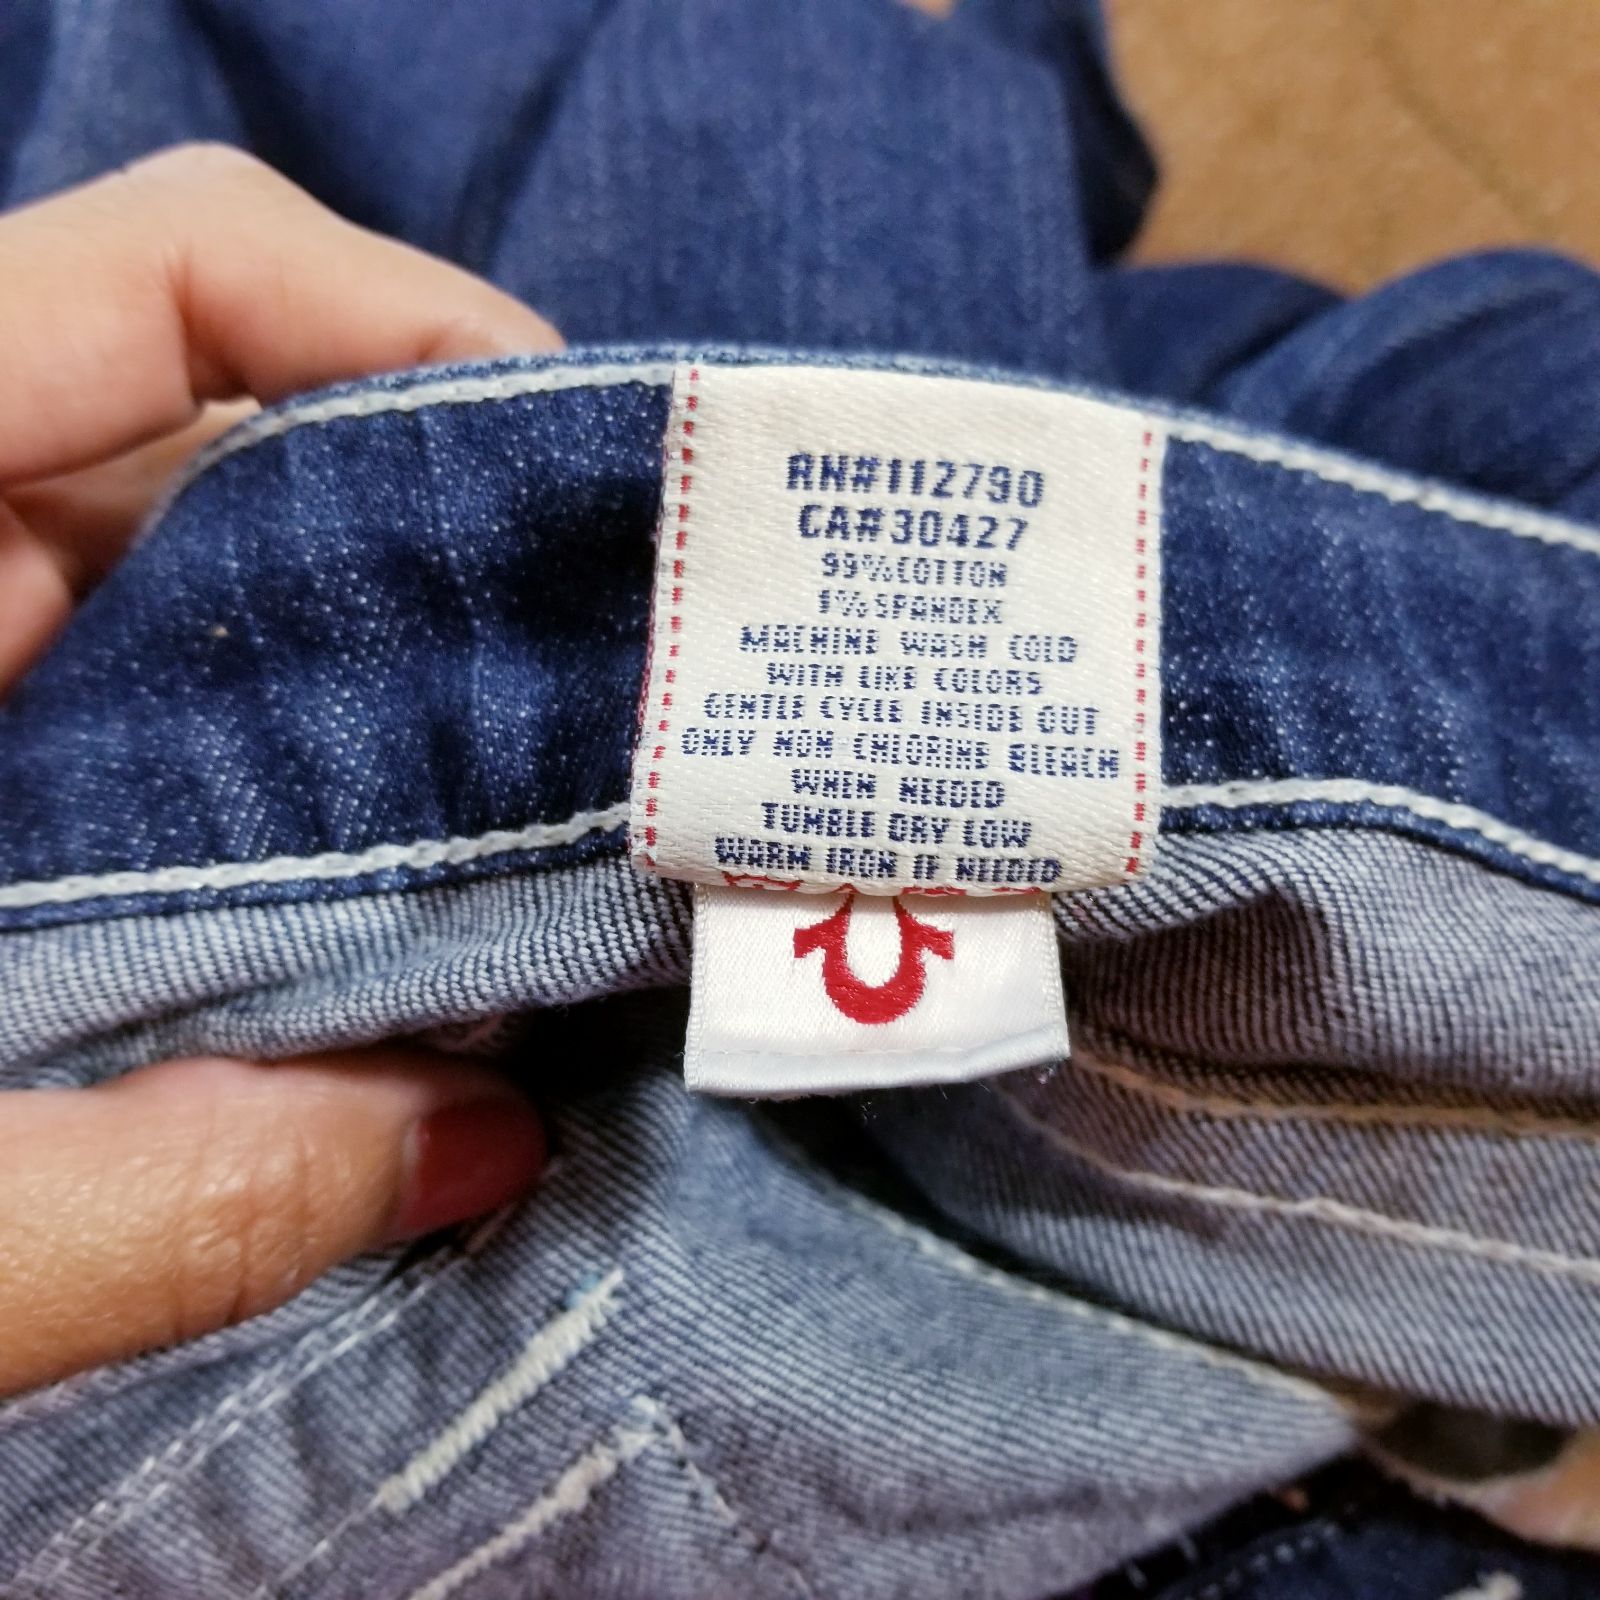 RN#112790
CA#30427
99%COTTON
1%SPANDEX
MACHINE WASH COLD
WITH LIKE COLORS
GENTLE CYCLE INSIDE OUT
ONLY NON-CHLORINE BLEACH
WHEN NEEDED
TUMBLE DRY LOW
WARM IRON IF NEEDED